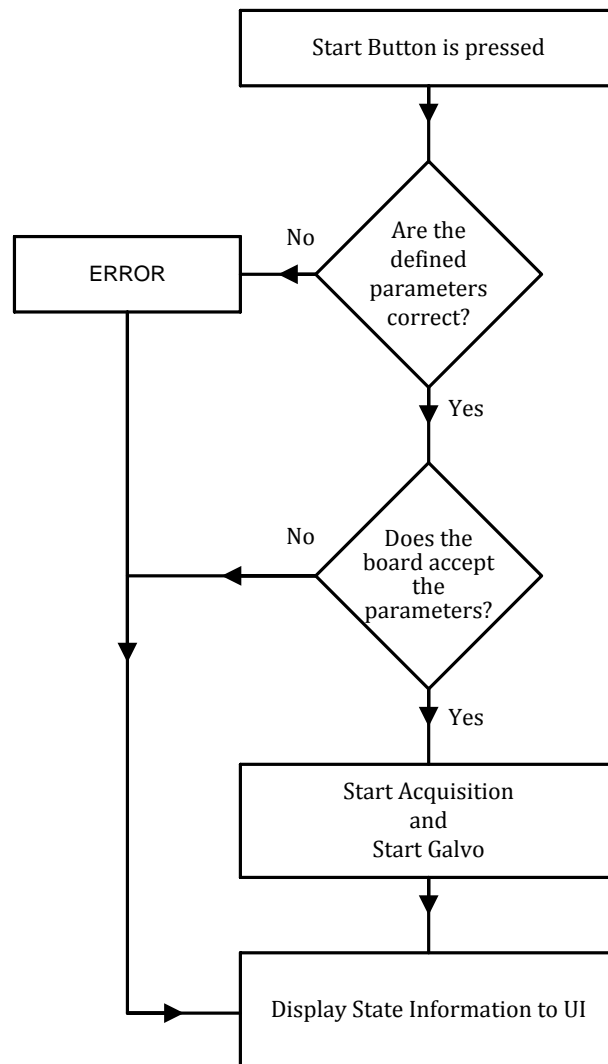 Start Button is pressed
No
Are the
defined
parameters
correct?
ERROR
Yes
No
Does the
board accept
the
parameters?
Yes
Start Acquisition
and
Start Galvo
Display State Information to UI